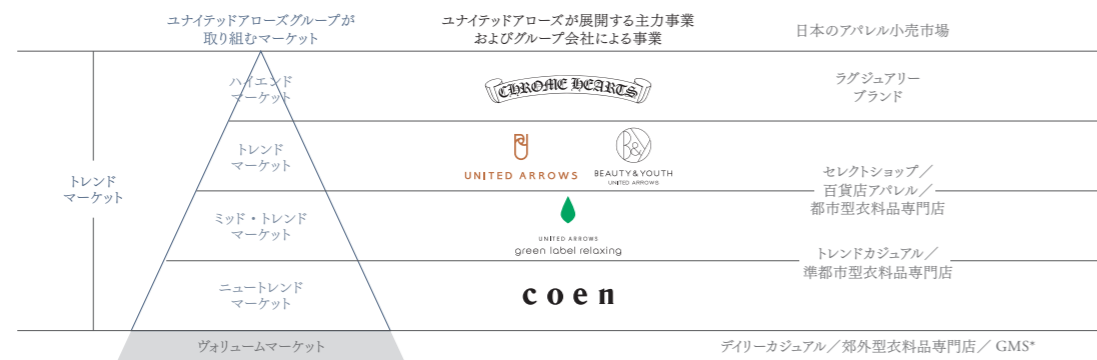 ユナイテッドアローズグループが
取り組むマーケット
ユナイテッドアローズが展開する主力事業
およびグループ会社による事業
日本のアパレル小売市場
トレンド
マーケット
ハイエンド
マーケット
CHROME HEARTS
ラグジュアリー
ブランド
トレンド
マーケット
UNITED ARROWS
B&Y
BEAUTY & YOUTH
UNITED ARROWS
セレクトショップ／
百貨店アパレル／
都市型衣料品専門店
ミッド・トレンド
マーケット
UNITED ARROWS
green label relaxing
トレンドカジュアル／
準都市型衣料品専門店
ニュートレンド
マーケット
coen
ヴォリュームマーケット
デイリーカジュアル／郊外型衣料品専門店／ GMS*